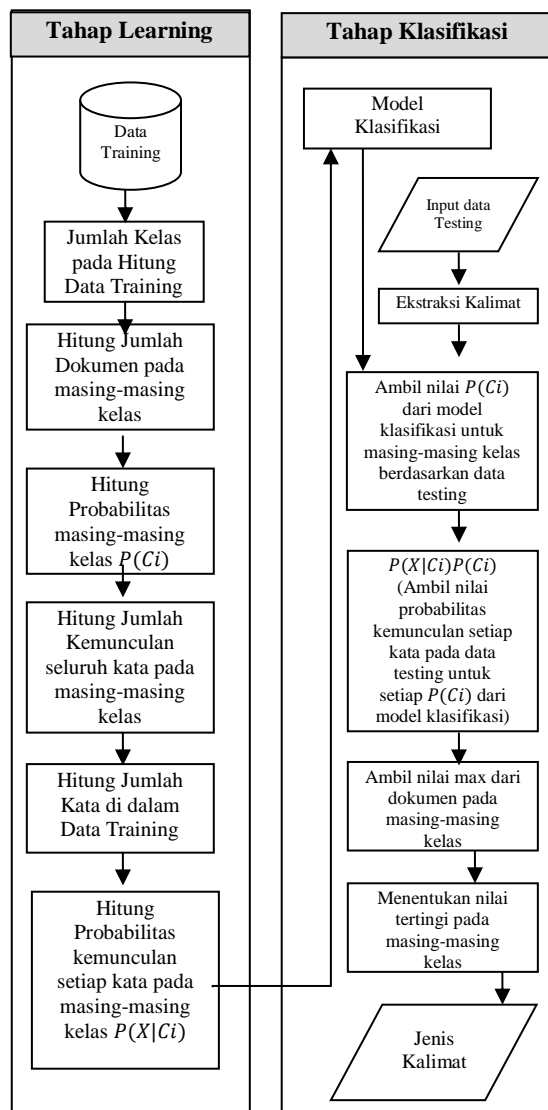 Tahap Learning
Data
Training
Jumlah Kelas
pada Hitung
Data Training
Hitung Jumlah
Dokumen pada
masing-masing
kelas
Hitung
Probabilitas
masing-masing
kelas P(Ci)
Hitung Jumlah
Kemunculan
seluruh kata pada
masing-masing
kelas
Hitung Jumlah
Kata di dalam
Data Training
Hitung
Probabilitas
kemunculan
setiap kata pada
masing-masing
kelas P(X|Ci)
Tahap Klasifikasi
Model
Klasifikasi
Input data
Testing
Ekstraksi Kalimat
Ambil nilai P(Ci)
dari model
klasifikasi untuk
masing-masing kelas
berdasarkan data
testing
P(X|Ci)P(Ci)
(Ambil nilai
probabilitas
kemunculan setiap
kata pada data
testing untuk
setiap P(Ci) dari
model klasifikasi)
Ambil nilai max dari
dokumen pada
masing-masing
kelas
Menentukan nilai
tertingi pada
masing-masing
kelas
Jenis
Kalimat